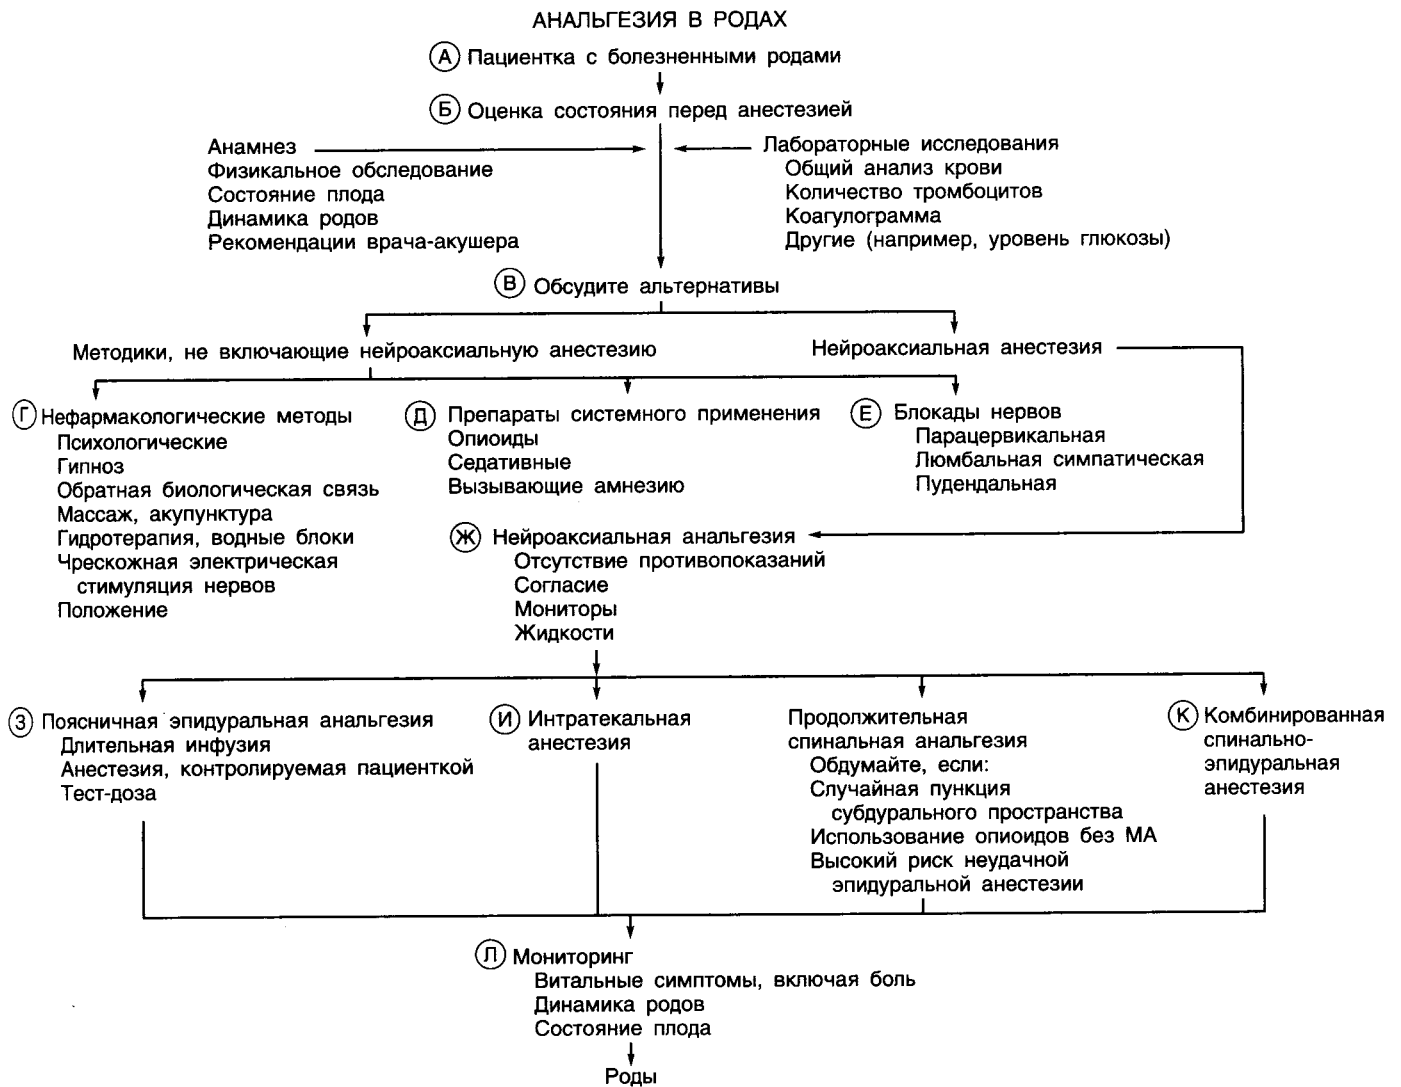 АНАЛЬГЕЗИЯ В РОДАХ
А Пациентка с болезненными родами
Б Оценка состояния перед анестезией
Анамнез
Физикальное обследование
Состояние плода
Динамика родов
Рекомендации врача-акушера
Лабораторные исследования
Общий анализ крови
Количество тромбоцитов
Коагулограмма
Другие (например, уровень глюкозы)
В Обсудите альтернативы
Методики, не включающие нейроаксиальную анестезию
Нейроаксиальная анестезия
Г Нефармакологические методы
Психологические
Гипноз
Обратная биологическая связь
Массаж, акупунктура
Гидротерапия, водные блоки
Чрескожная электрическая
стимуляция нервов
Положение
Д Препараты системного применения
Опиоиды
Седативные
Вызывающие амнезию
Е Блокады нервов
Парацервикальная
Люмбальная симпатическая
Пудендальная
Ж Нейроаксиальная анальгезия
Отсутствие противопоказаний
Согласие
Мониторы
Жидкости
З Поясничная эпидуральная анальгезия
Длительная инфузия
Анестезия, контролируемая пациенткой
Тест-доза
И Интратекальная
анестезия
Продолжительная
спинальная анальгезия
Обдумайте, если:
Случайная пункция
субдурального пространства
Использование опиоидов без МА
Высокий риск неудачной
эпидуральной анестезии
К Комбинированная
спинально-
эпидуральная
анестезия
Л Мониторинг
Витальные симптомы, включая боль
Динамика родов
Состояние плода
Роды